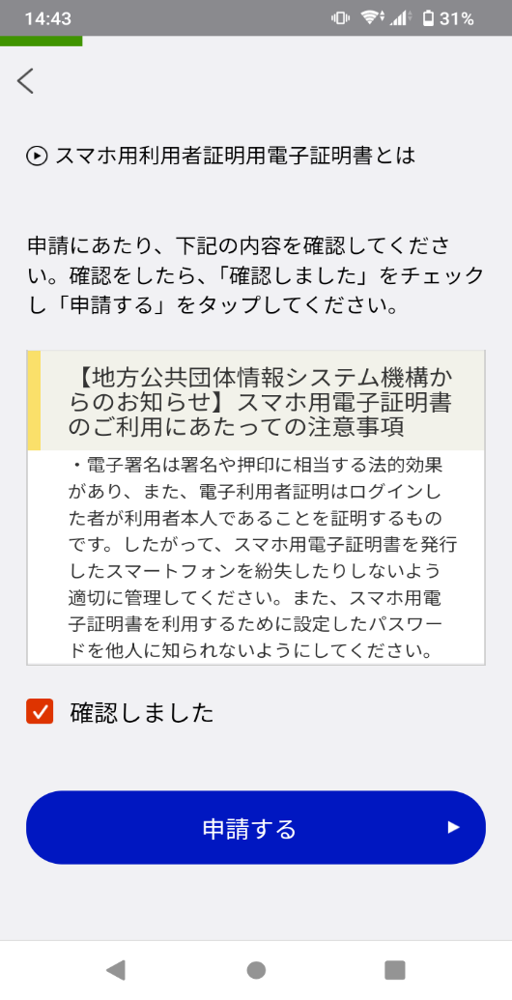 14:43
31%
スマホ用利用者証明用電子証明書とは
申請にあたり、下記の内容を確認してくださ
い。確認をしたら、「確認しました」をチェック
し「申請する」をタップしてください。
【地方公共団体情報システム機構か
らのお知らせ】スマホ用電子証明書
のご利用にあたっての注意事項
・電子署名は署名や押印に相当する法的効果
があり、また、電子利用者証明はログインし
た者が利用者本人であることを証明するもの
です。したがって、スマホ用電子証明書を発行
したスマートフォンを紛失したりしないよう
適切に管理してください。また、スマホ用電
子証明書を利用するために設定したパスワー
ドを他人に知られないようにしてください。
確認しました
申請する